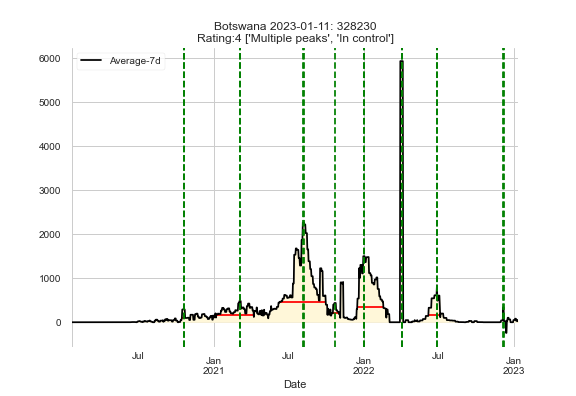 Botswana 2023-01-11: 328230
Rating:4 ['Multiple peaks', 'In control']
Average-7d
6000
5000
4000
3000
2000
1000
0
Jul
Jan
2021
Jul
Jan
2022
Jul
Jan
2023
Date